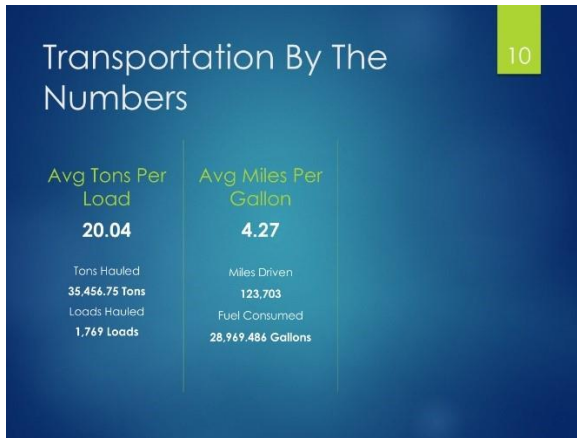 Transportation By The
Numbers
10
Avg Tons Per
Load
20.04
Tons Hauled
35,456.75 Tons
Loads Hauled
1,769 Loads
Avg Miles Per
Gallon
4.27
Miles Driven
123,703
Fuel Consumed
28,969.486 Gallons